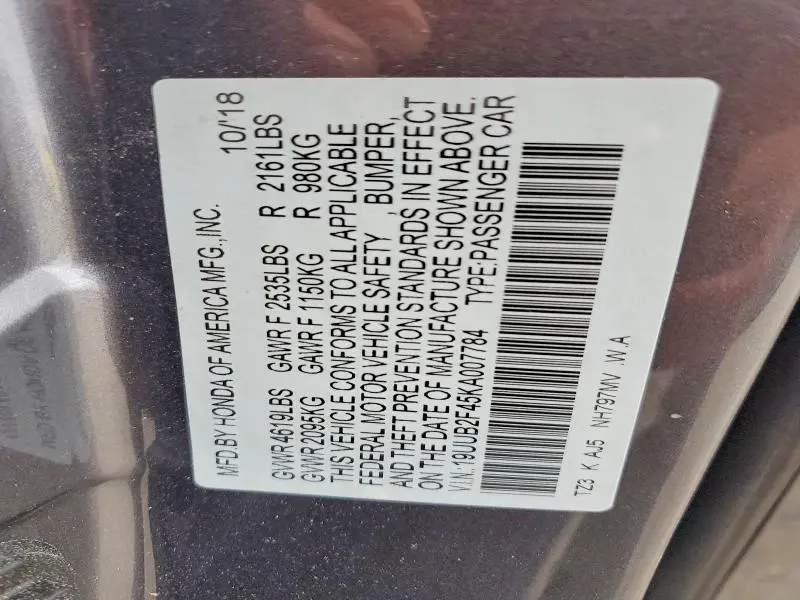 MFD.BY HONDA OF AMERICA MFG.,INC. 10/'18
GVWR4619LBS GAWR F 2535LBS R 2161LBS
GVWR2095KG GAWR F 1150KG R 980KG
THIS VEHICLE CONFORMS TO ALL APPLICABLE
FEDERAL MOTOR VEHICLE SAFETY , BUMPER,
AND THEFT PREVENTION STANDARDS IN EFFECT
ON THE DATE OF MANUFACTURE SHOWN ABOVE.
V.I.N.:19UUB2F45KA007784 TYPE:PASSENGER CAR
TZ3 K AJ5 NH797MV .W.A